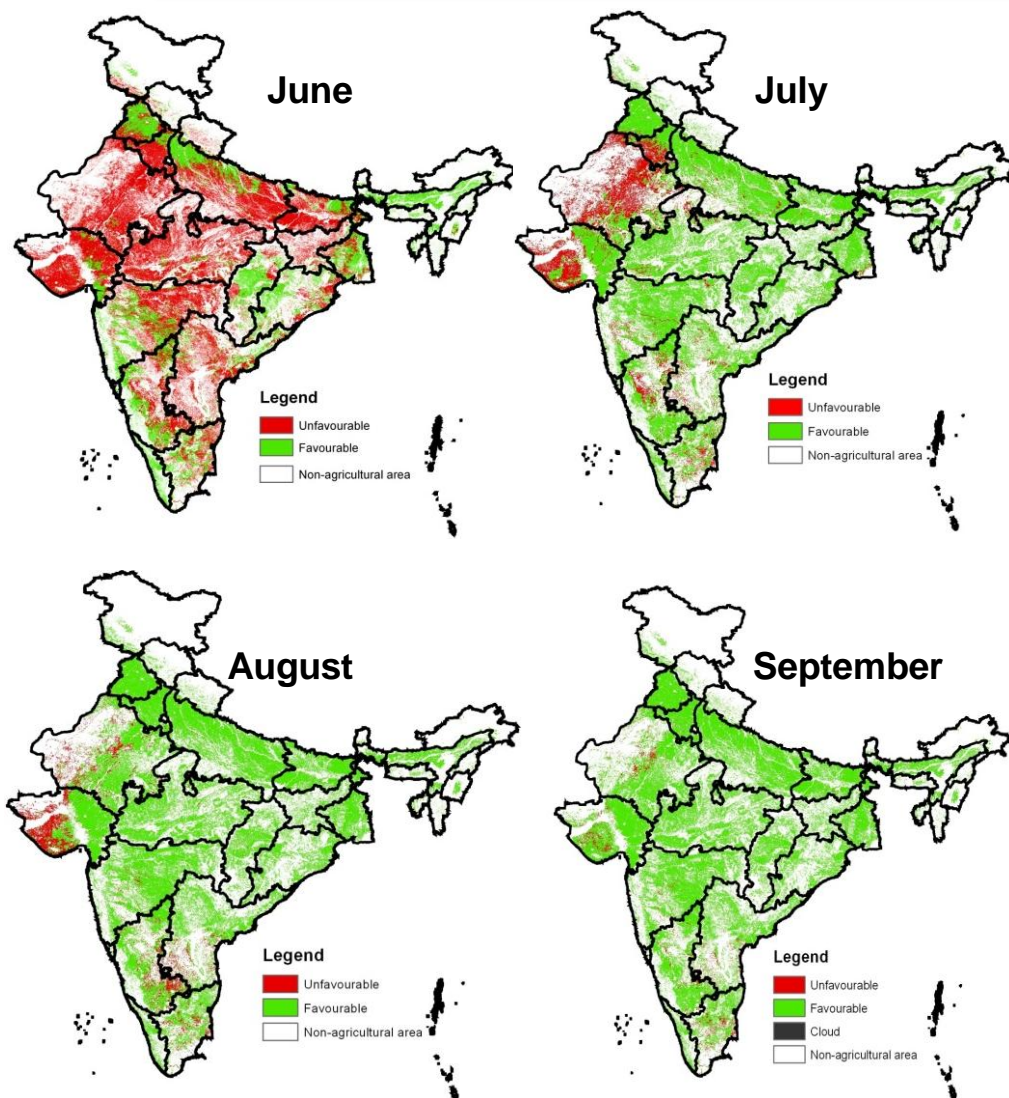 June
Legend
Unfavourable
Favourable
Non-agricultural area
July
Legend
Unfavourable
Favourable
Non-agricultural area
August
Legend
Unfavourable
Favourable
Non-agricultural area
September
Legend
Unfavourable
Favourable
Cloud
Non-agricultural area